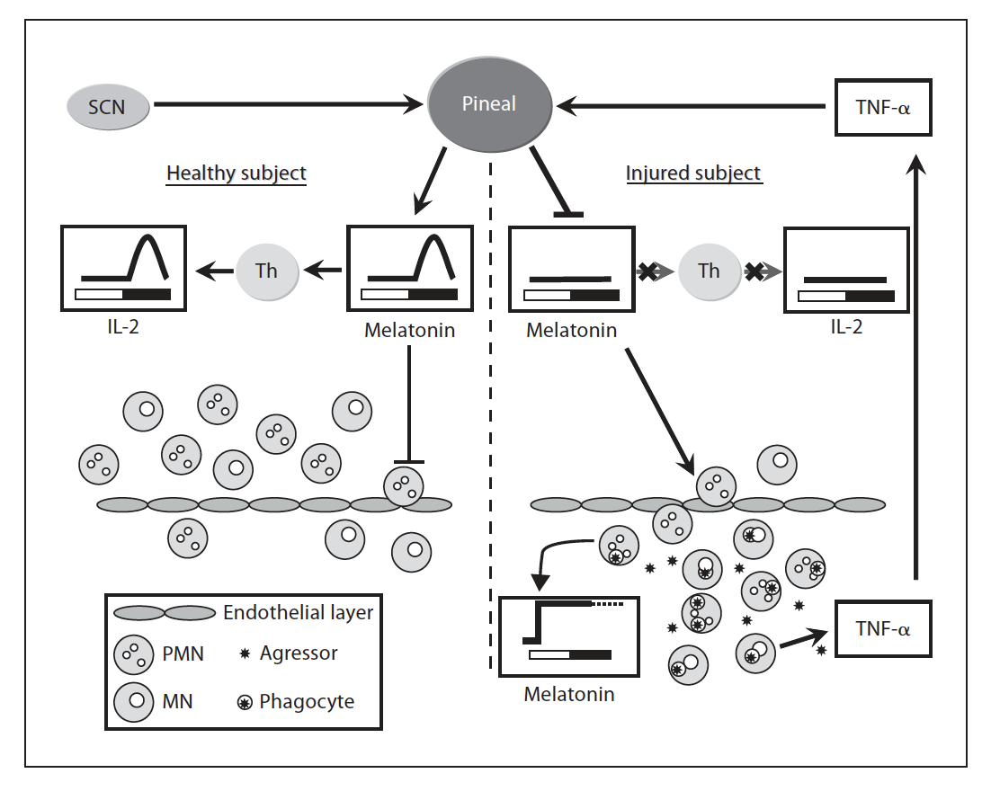 SCN
Pineal
TNF-α
Healthy subject
Injured subject
Th
Th
IL-2
Melatonin
Melatonin
IL-2
Endothelial layer
PMN
Agressor
MN
Phagocyte
TNF-α
Melatonin